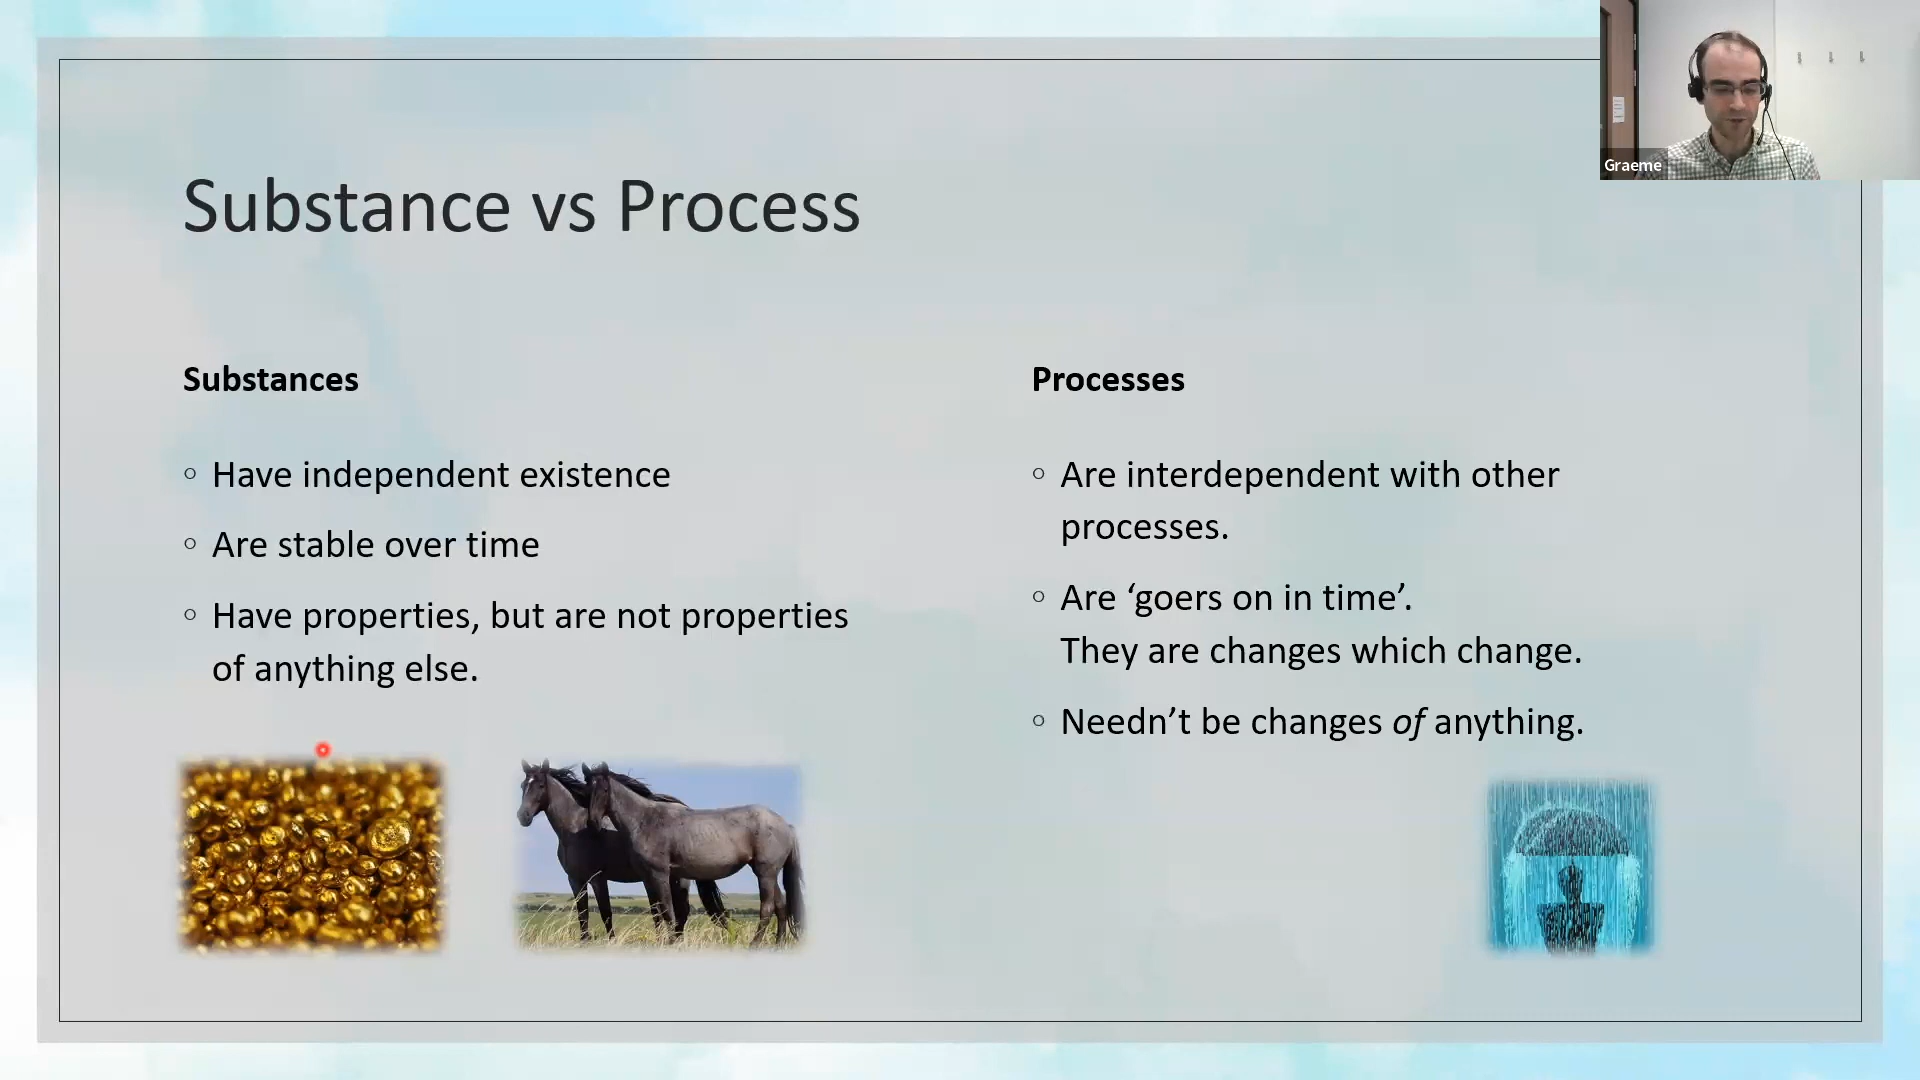 Graeme
Substance vs Process
Substances
◦ Have independent existence
◦ Are stable over time
◦ Have properties, but are not properties
of anything else.
Processes
◦ Are interdependent with other
processes.
◦ Are ‘goers on in time’.
They are changes which change.
◦ Needn’t be changes of anything.